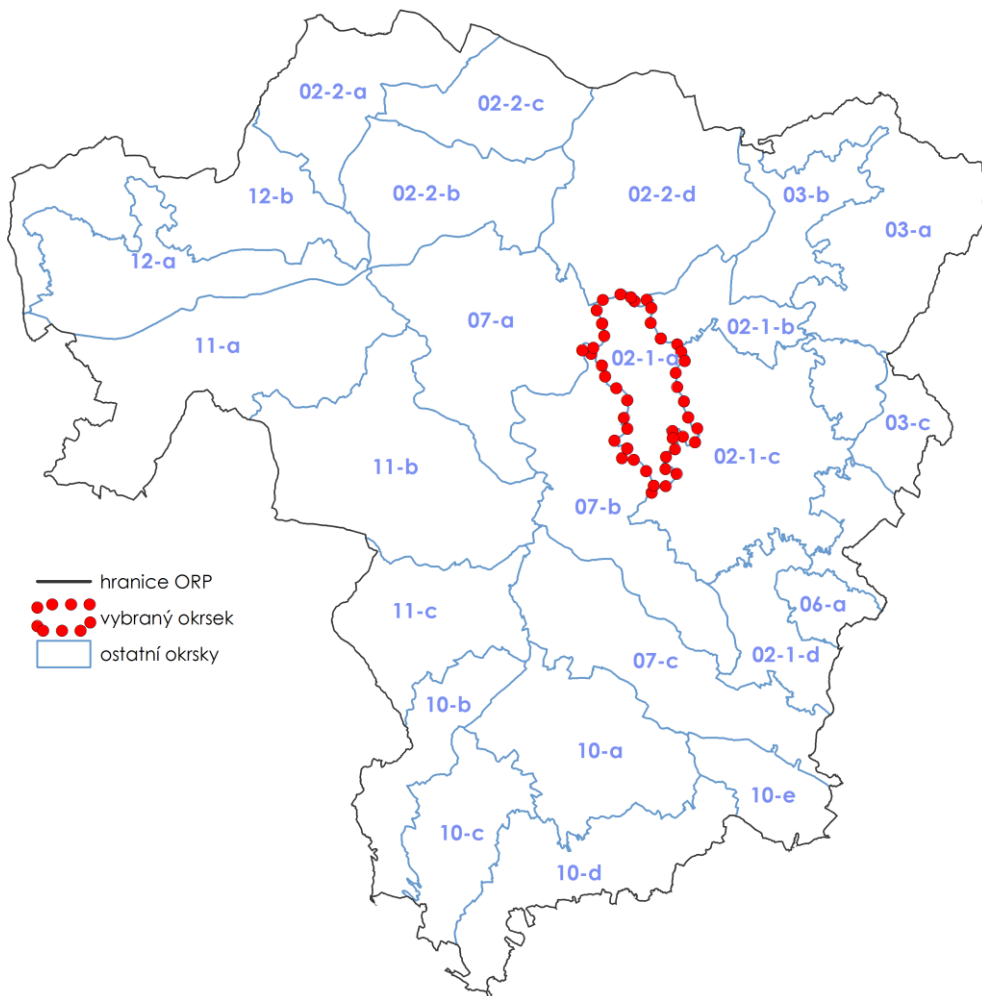 02-2-a
02-2-c
12-b
02-2-b
02-2-d
03-b
03-a
12-a
07-a
02-1-b
11-a
02-1-a
03-c
11-b
02-1-c
07-b
hranice ORP
vybraný okrsek
ostatní okrsky
11-c
06-a
07-c
02-1-d
10-b
10-a
10-e
10-c
10-d